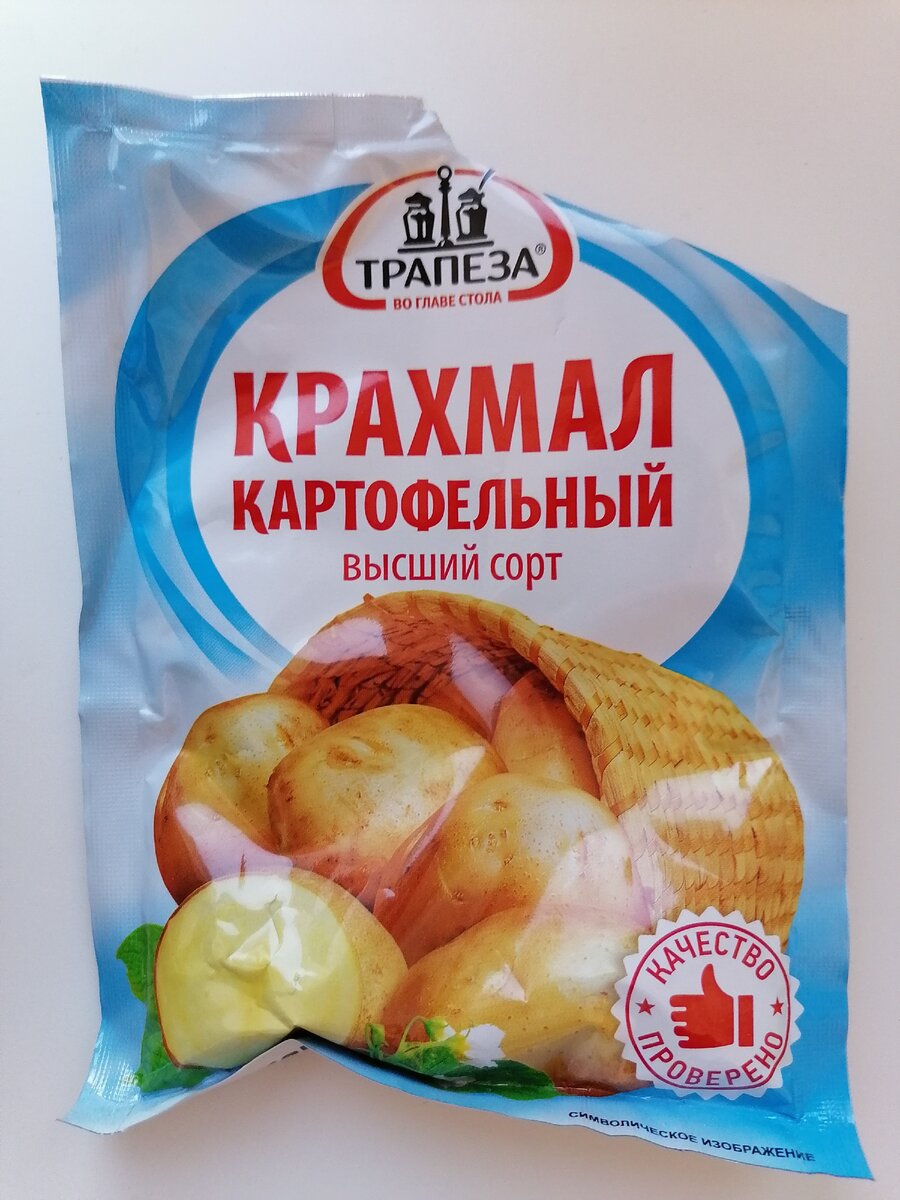 ТРАПЕЗА®
ВО ГЛАВЕ СТОЛА
КРАХМАЛ
КАРТОФЕЛЬНЫЙ
ВЫСШИЙ СОРТ
КАЧЕСТВО
ПРОВЕРЕНО
СИМВОЛИЧЕСКОЕ ИЗОБРАЖЕНИЕ